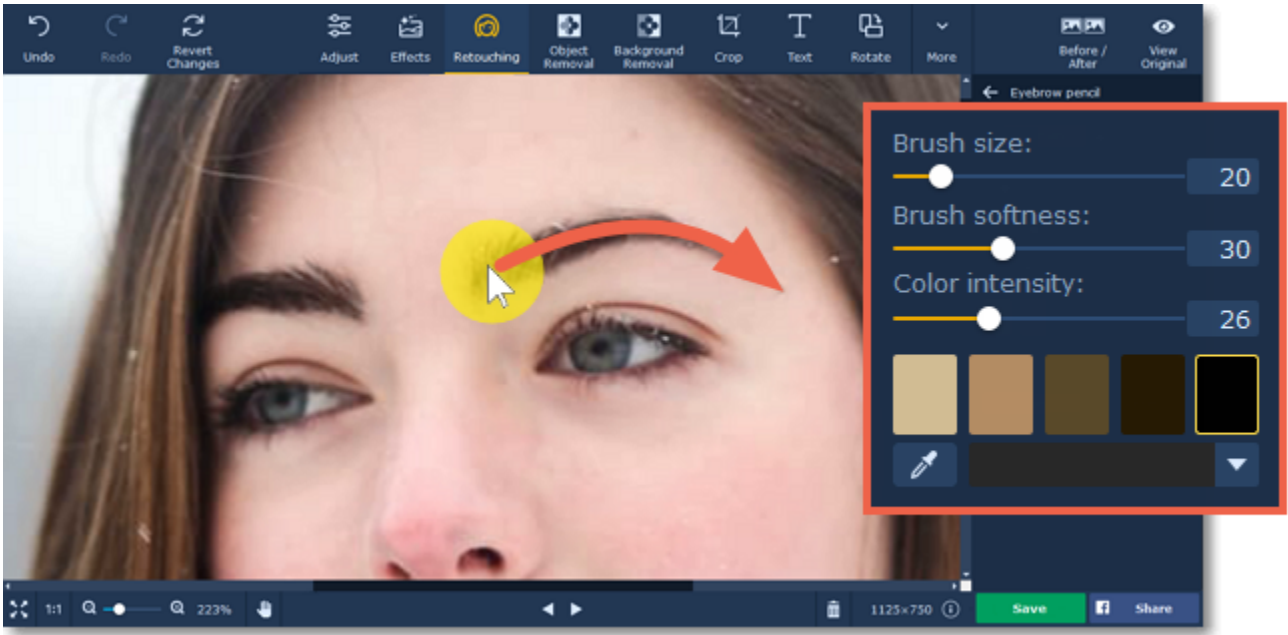 Undo
Redo
Revert
Changes
Adjust
Effects
Retouching
Object
Removal
Background
Removal
Crop
Text
Rotate
More
Before /
After
View
Original
Eyebrow pencil
Brush size:
20
Brush softness:
30
Color intensity:
26
1:1
223%
1125×750
Save
Share